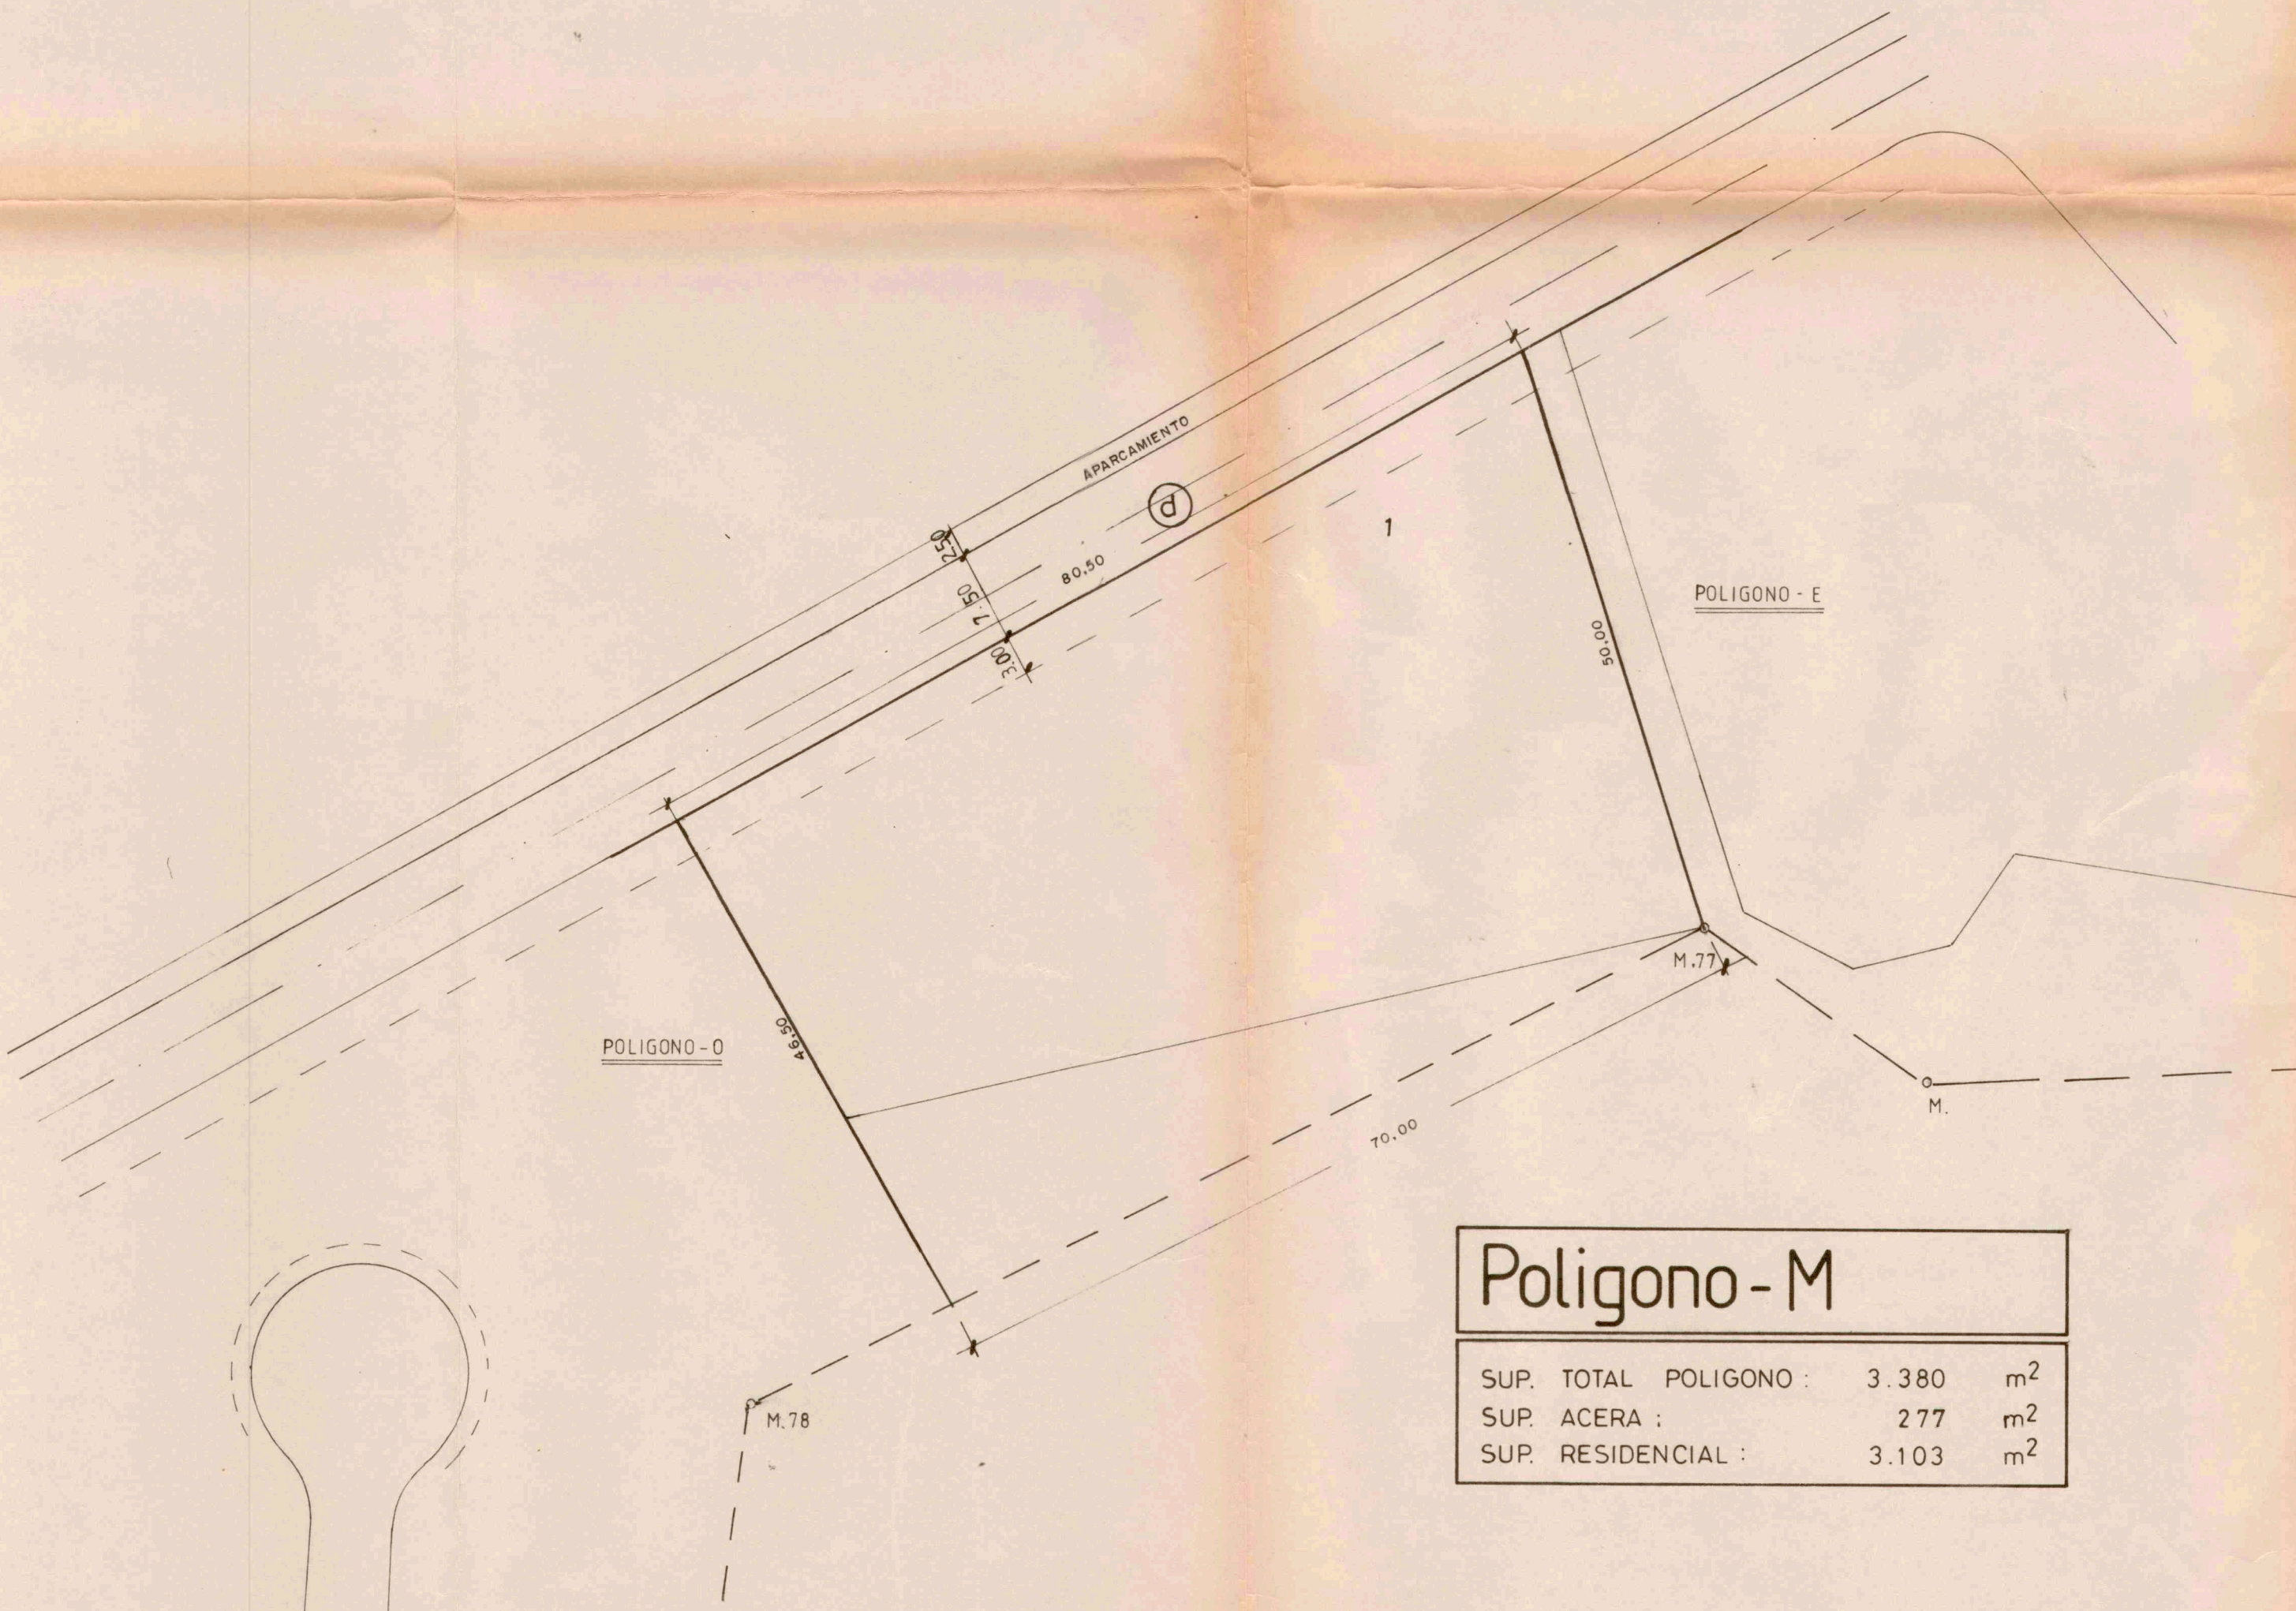 APARCAMIENTO
P
2,50
7.50
3.00
80,50
1
POLIGONO - E
50,00
POLIGONO - O
46,50
M.77
M.
70,00
M.78
Poligono - M
SUP. TOTAL POLIGONO : 3.380 m²
SUP. ACERA : 277 m²
SUP. RESIDENCIAL : 3.103 m²